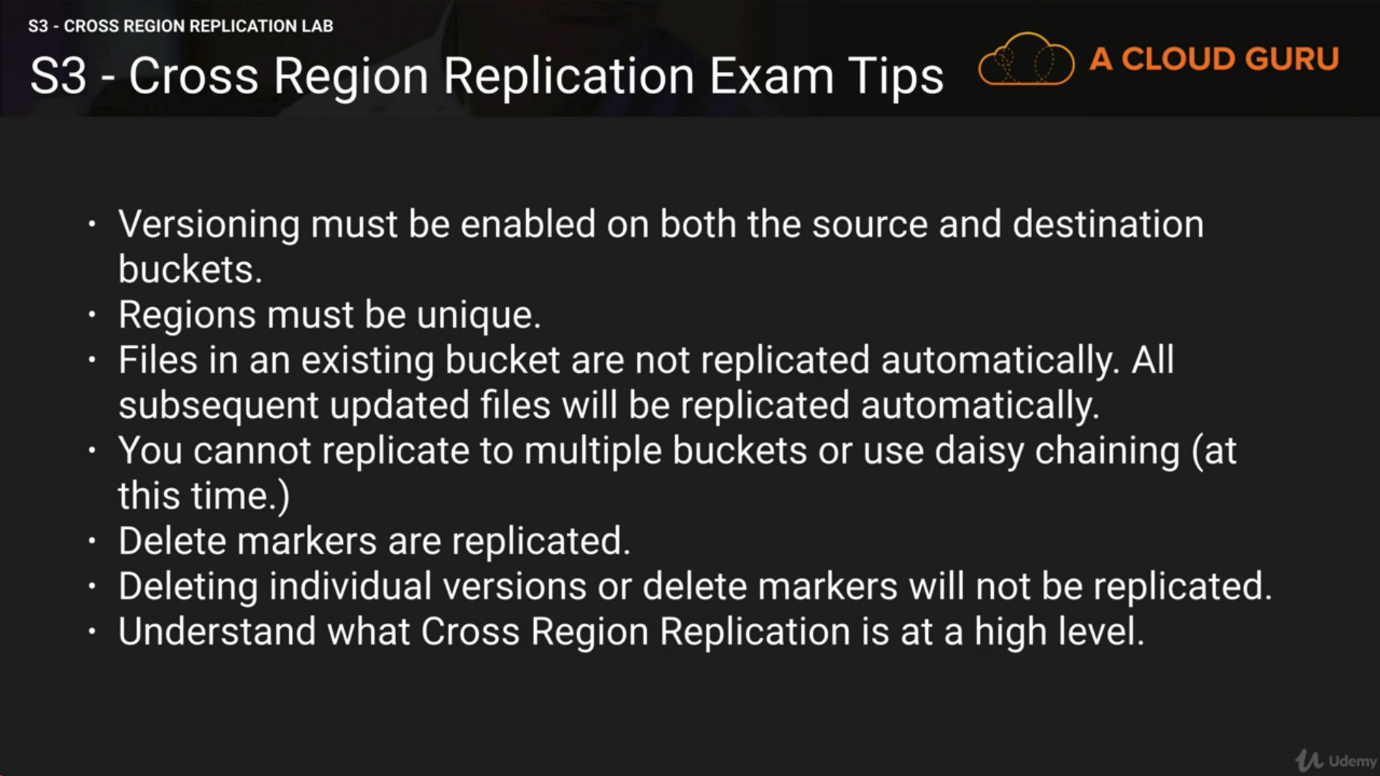 S3 - CROSS REGION REPLICATION LAB
S3 - Cross Region Replication Exam Tips
A CLOUD GURU
· Versioning must be enabled on both the source and destination
buckets.
· Regions must be unique.
· Files in an existing bucket are not replicated automatically. All
subsequent updated files will be replicated automatically.
· You cannot replicate to multiple buckets or use daisy chaining (at
this time.)
· Delete markers are replicated.
· Deleting individual versions or delete markers will not be replicated.
· Understand what Cross Region Replication is at a high level.
Udemy